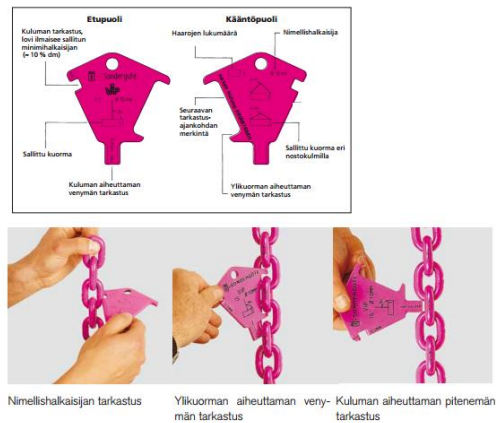 Etupuoli
Kääntöpuoli
Kuluman tarkastus,
lovi ilmaisee sallitun
minimihalkaisijan
(= 10 % dm)
Haarojen lukumäärä
Nimellishalkaisija
Seuraavan
tarkastus-
ajankohdan
merkintä
Sallittu kuorma
Sallittu kuorma eri
nostokulmilla
Kuluman aiheuttaman
venymän tarkastus
Ylikuorman aiheuttaman
venymän tarkastus
Nimellishalkaisijan tarkastus
Ylikuorman aiheuttaman veny-
män tarkastus
Kuluman aiheuttaman pitenemän
tarkastus